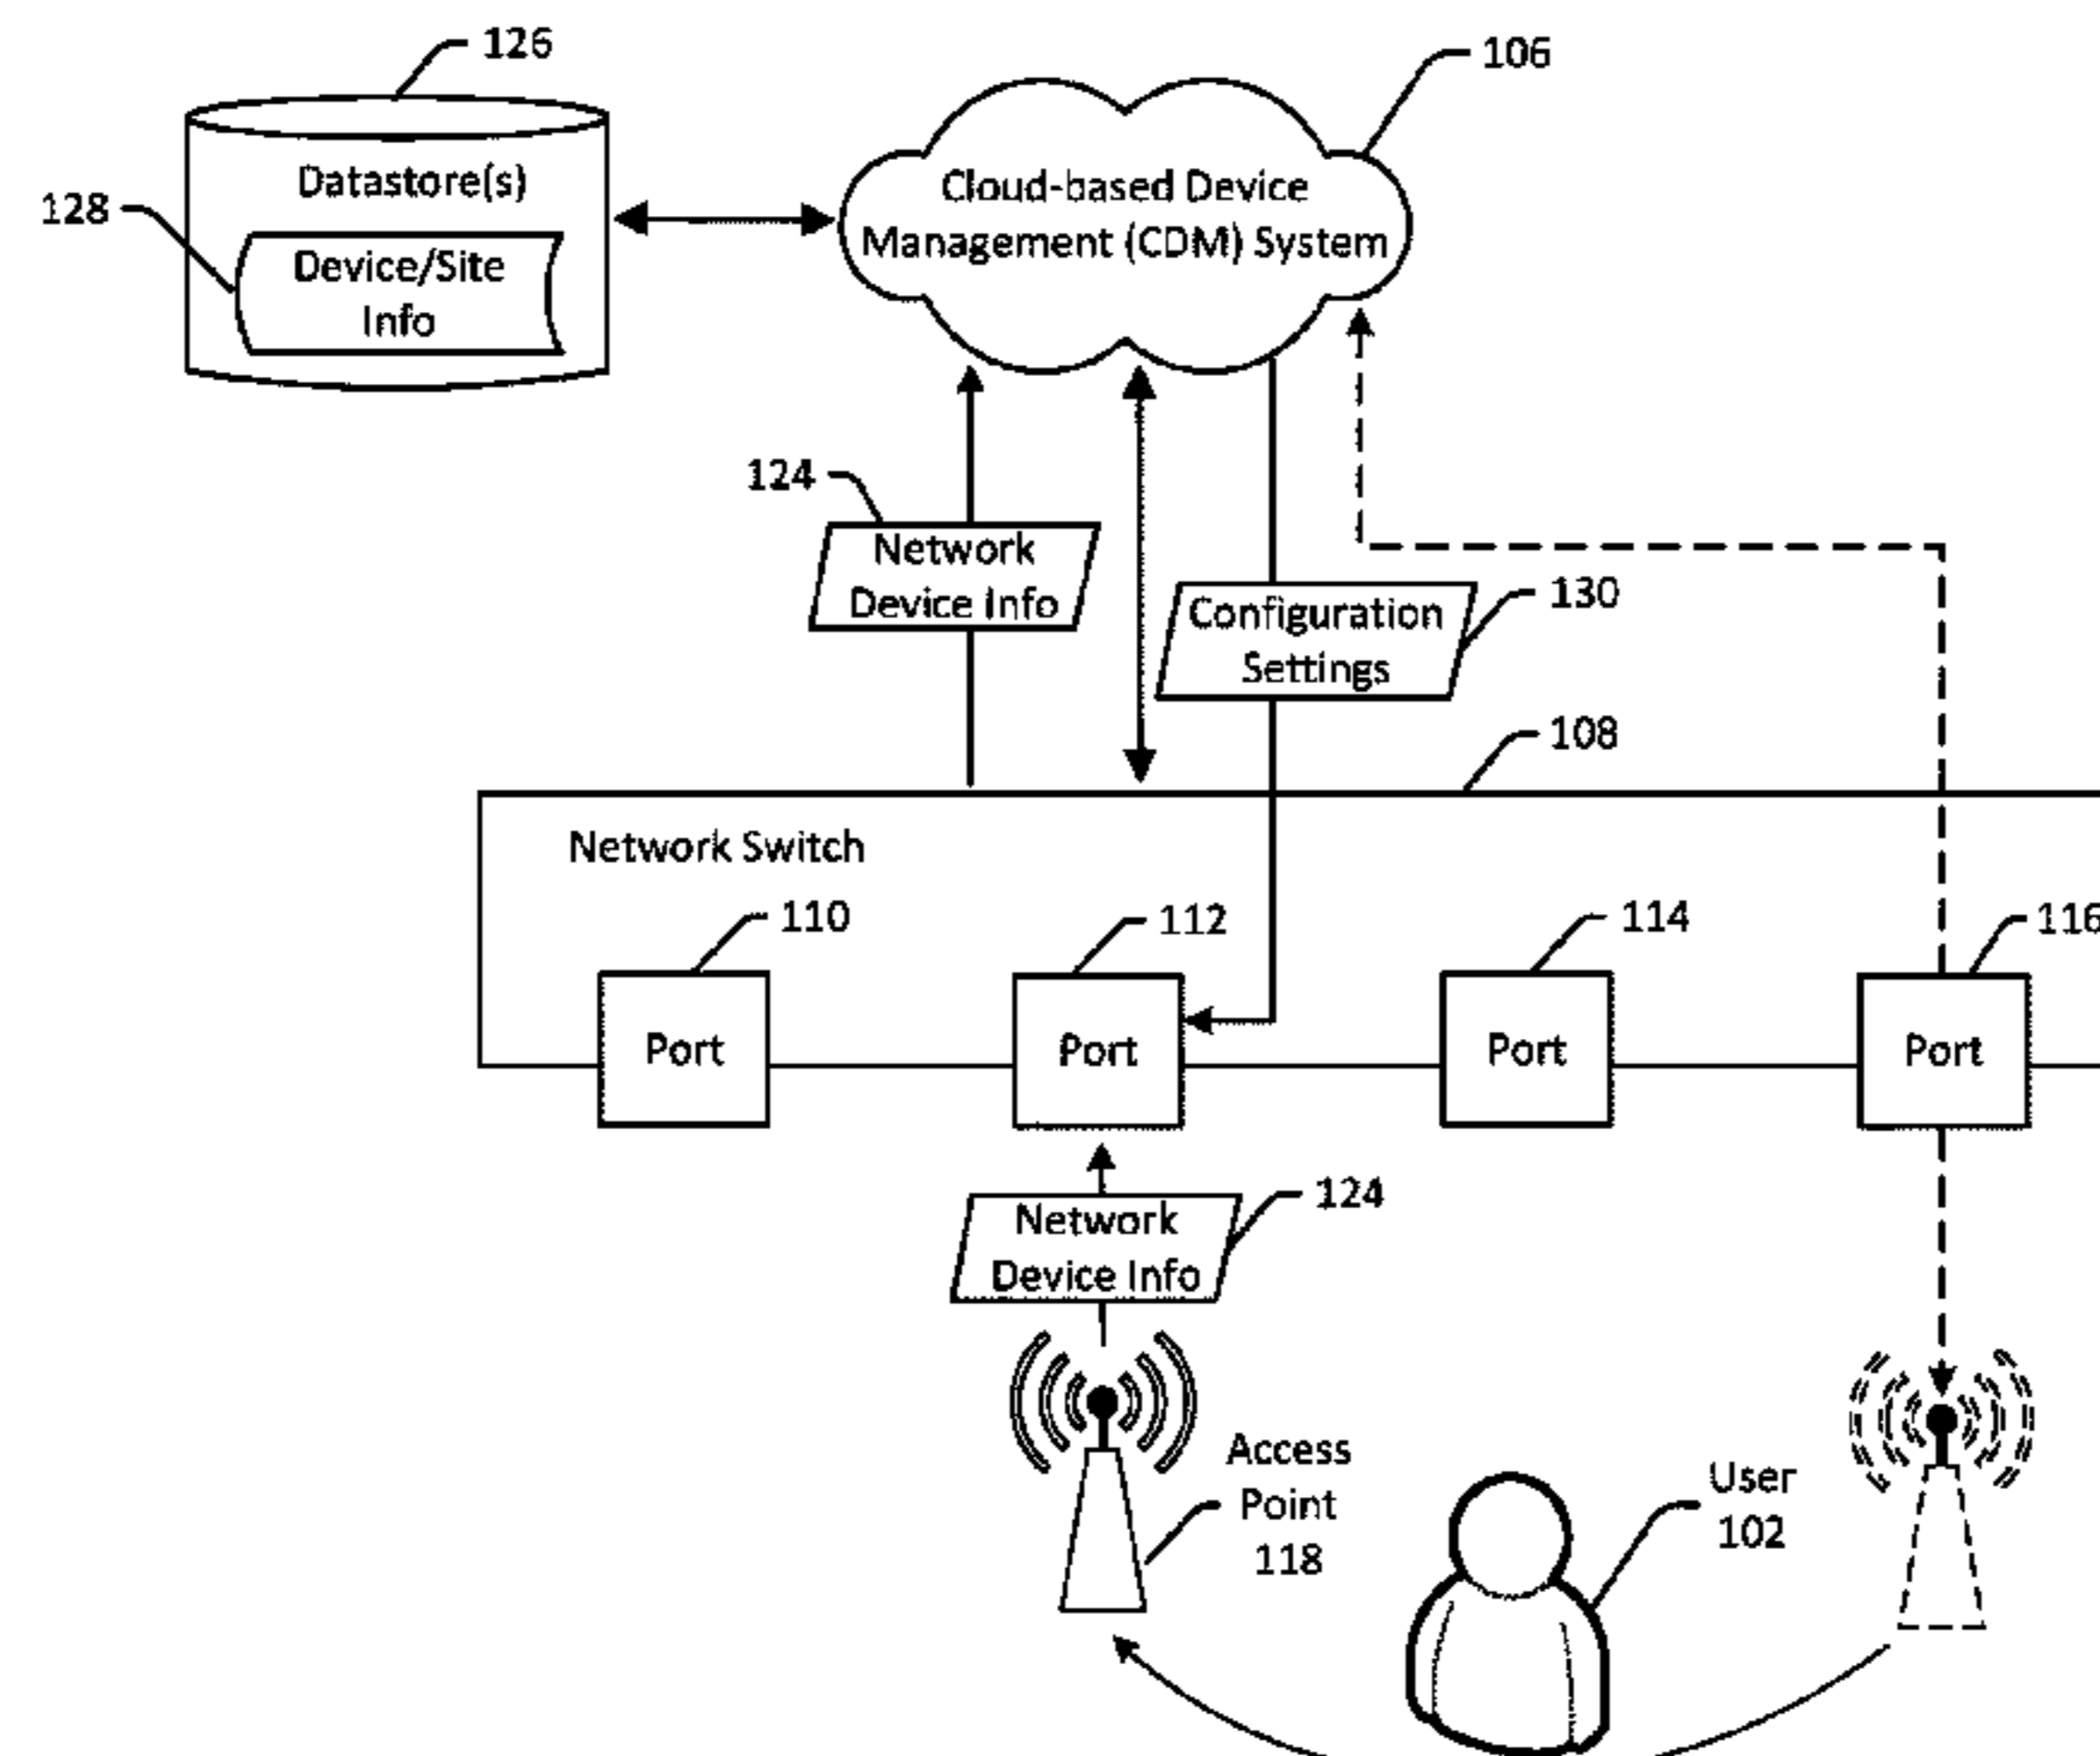 126
106
Datastore(s)
128
Device/Site
Info
Cloud-based Device
Management (CDM) System
124
Network
Device Info
Configuration
Settings
130
108
Network Switch
110
112
114
116
Port
Port
Port
Port
Network
Device Info
124
Access
Point
118
User
102